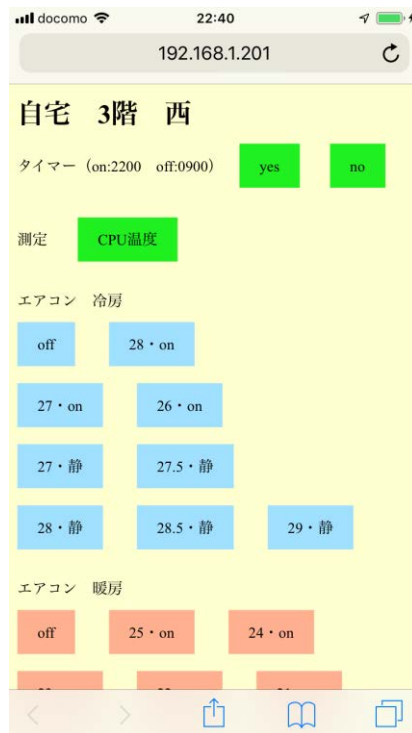 docomo 22:40
192.168.1.201
自宅 3階 西
タイマー (on:2200 off:0900) yes no
測定 CPU温度
エアコン 冷房
off 28・on
27・on 26・on
27・静 27.5・静
28・静 28.5・静 29・静
エアコン 暖房
off 25・on 24・on